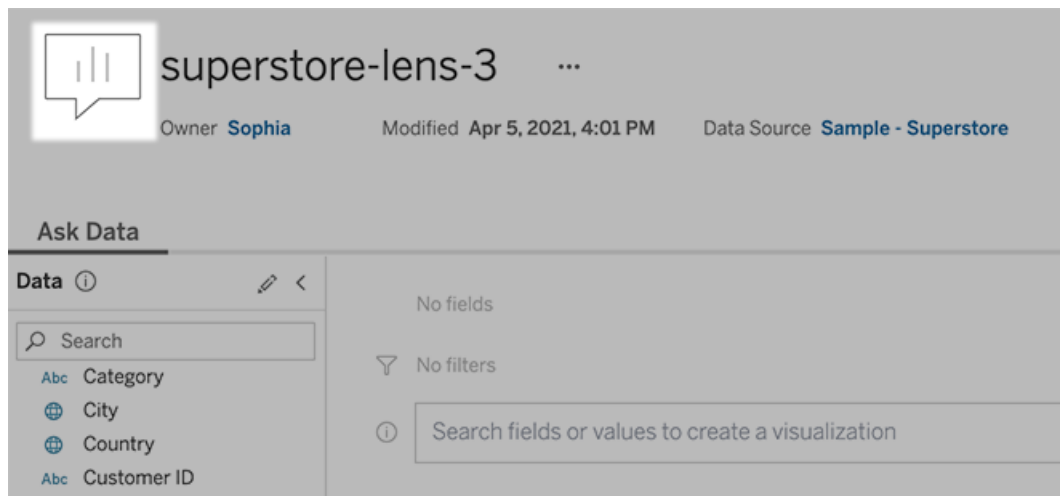 superstore-lens-3 ...
Owner Sophia Modified Apr 5, 2021, 4:01 PM Data Source Sample - Superstore
Ask Data
Data
Search
Abc Category
City
Country
Abc Customer ID
No fields
No filters
Search fields or values to create a visualization